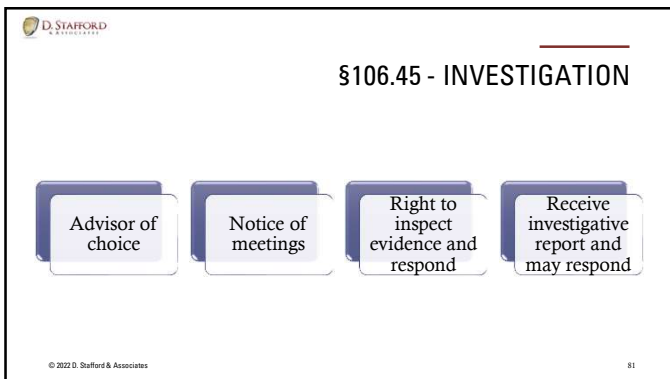 D. STAFFORD
& ASSOCIATES
§106.45 - INVESTIGATION
Advisor of
choice
Notice of
meetings
Right to
inspect
evidence and
respond
Receive
investigative
report and
may respond
© 2022 D. Stafford & Associates
81